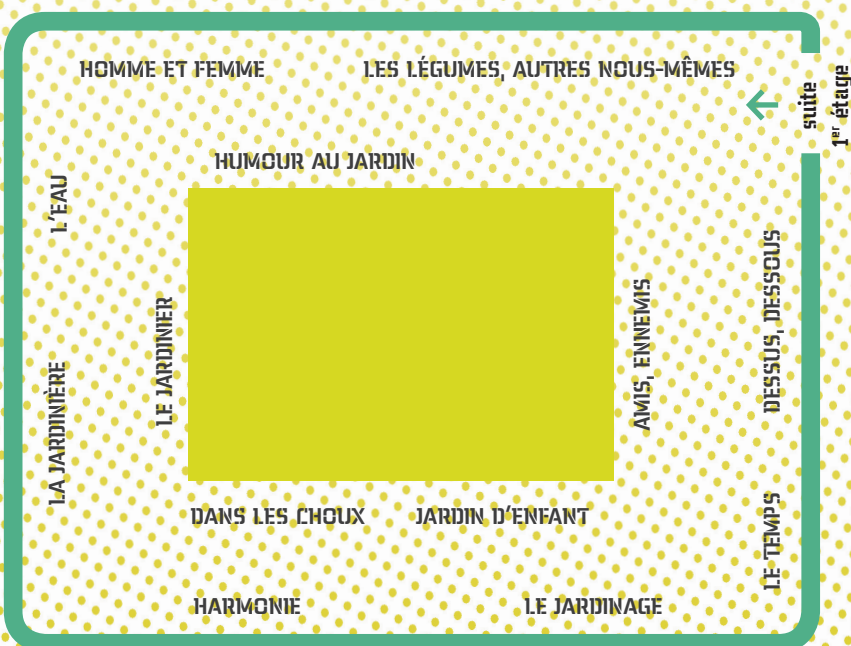 HOMME ET FEMME
LES LÉGUMES, AUTRES NOUS-MÊMES
suite
1er étage
HUMOUR AU JARDIN
L'EAU
LE JARDINIER
LA JARDINIÈRE
AMIS, ENNEMIS
DESSUS, DESSOUS
LE TEMPS
DANS LES CHOUX
JARDIN D'ENFANT
HARMONIE
LE JARDINAGE